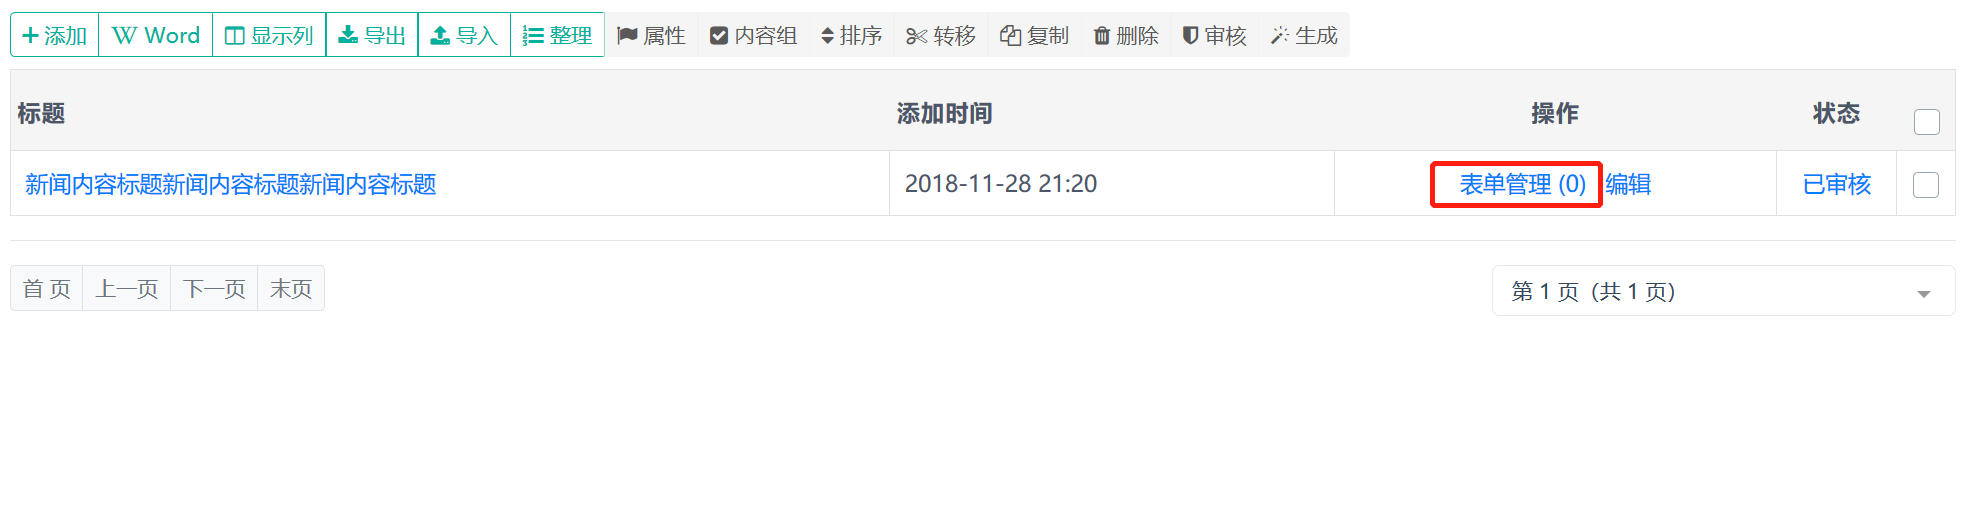 添加 Word 显示列 导出 导入 整理 属性 内容组 排序 转移 复制 删除 审核 生成
标题 添加时间 操作 状态
新闻内容标题新闻内容标题新闻内容标题 2018-11-28 21:20 表单管理 (0) 编辑 已审核
首 页 上一页 下一页 末页 第 1 页（共 1 页）